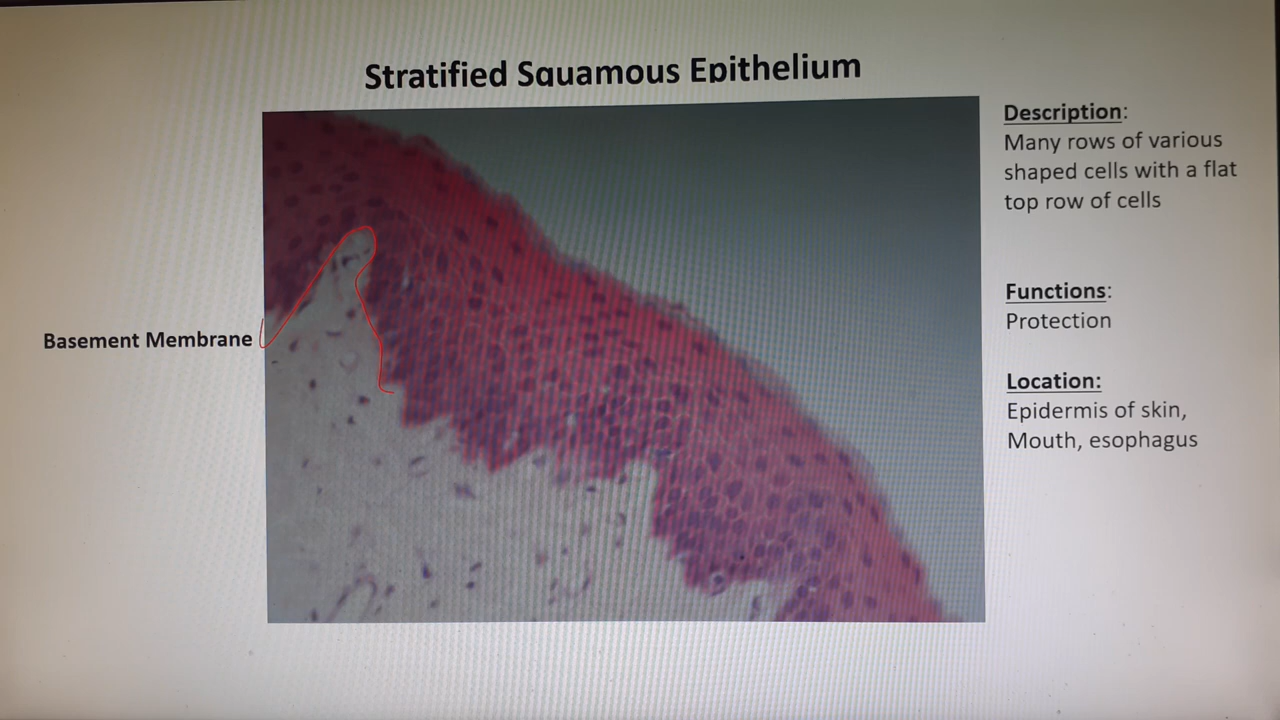 Stratified Squamous Epithelium
Description:
Many rows of various
shaped cells with a flat
top row of cells
Functions:
Protection
Basement Membrane
Location:
Epidermis of skin,
Mouth, esophagus